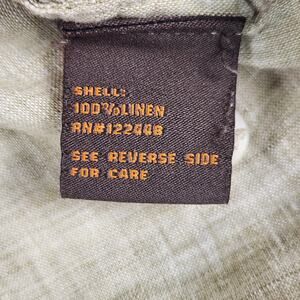 SHELL:
100%LINEN
RN#122448
SEE REVERSE SIDE
FOR CARE